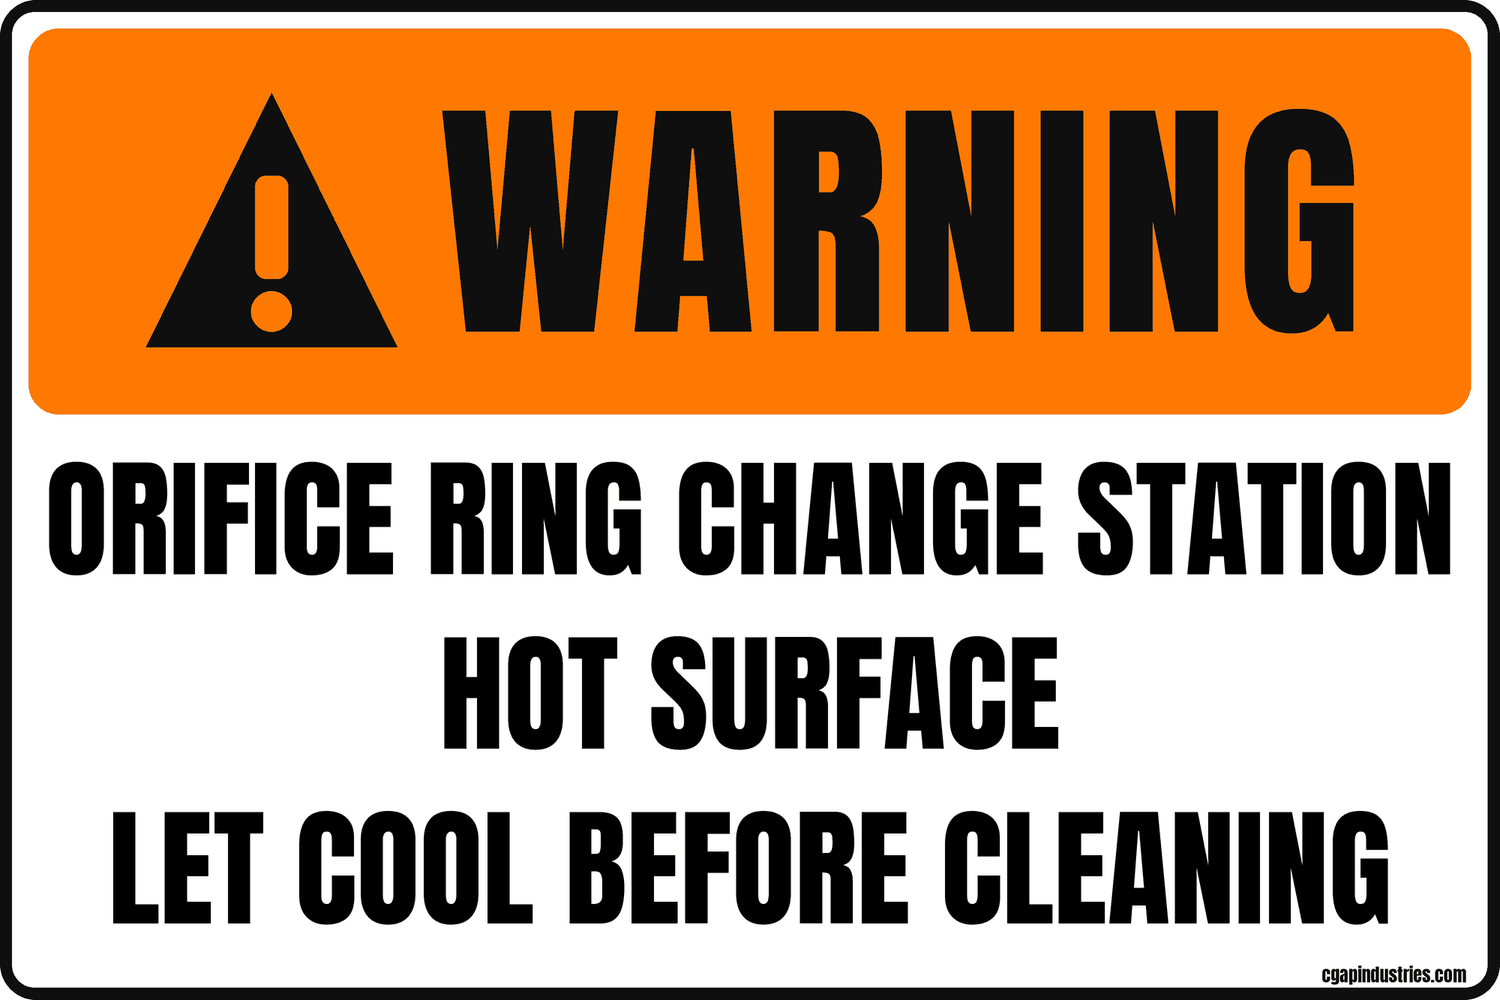 WARNING
ORIFICE RING CHANGE STATION
HOT SURFACE
LET COOL BEFORE CLEANING
cgapindustries.com